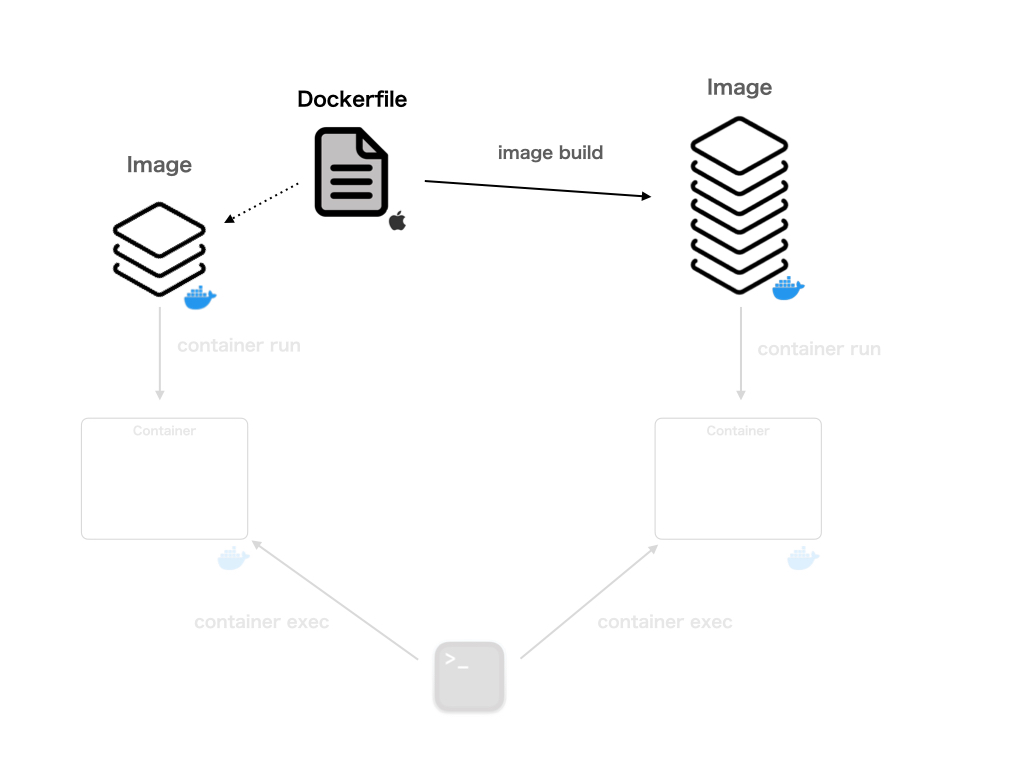 Image
Dockerfile
image build
Image
container run
container run
Container
Container
container exec
container exec
>_